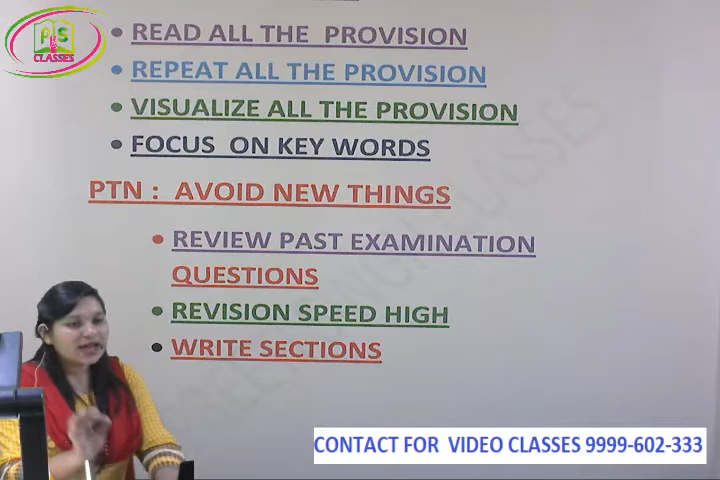 AKS
CLASSES
• READ ALL THE PROVISION
• REPEAT ALL THE PROVISION
• VISUALIZE ALL THE PROVISION
• FOCUS ON KEY WORDS
PTN : AVOID NEW THINGS
• REVIEW PAST EXAMINATION
QUESTIONS
• REVISION SPEED HIGH
• WRITE SECTIONS
CONTACT FOR VIDEO CLASSES 9999-602-333